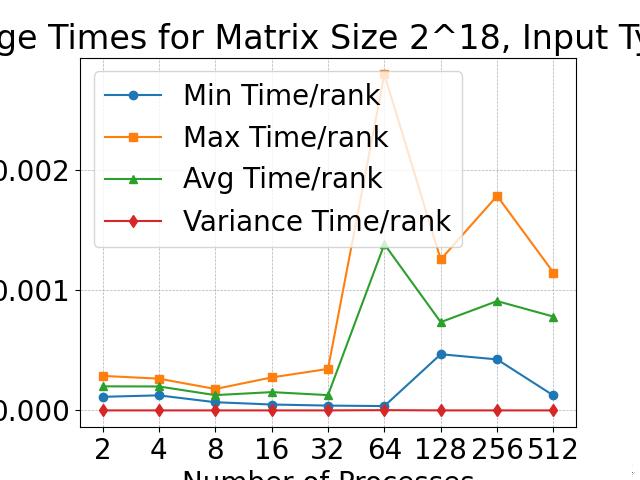 ge Times for Matrix Size 2^18, Input Ty
Min Time/rank
Max Time/rank
Avg Time/rank
Variance Time/rank
0.002
0.001
0.000
2 4 8 16 32 64 128 256 512
Number of Processes